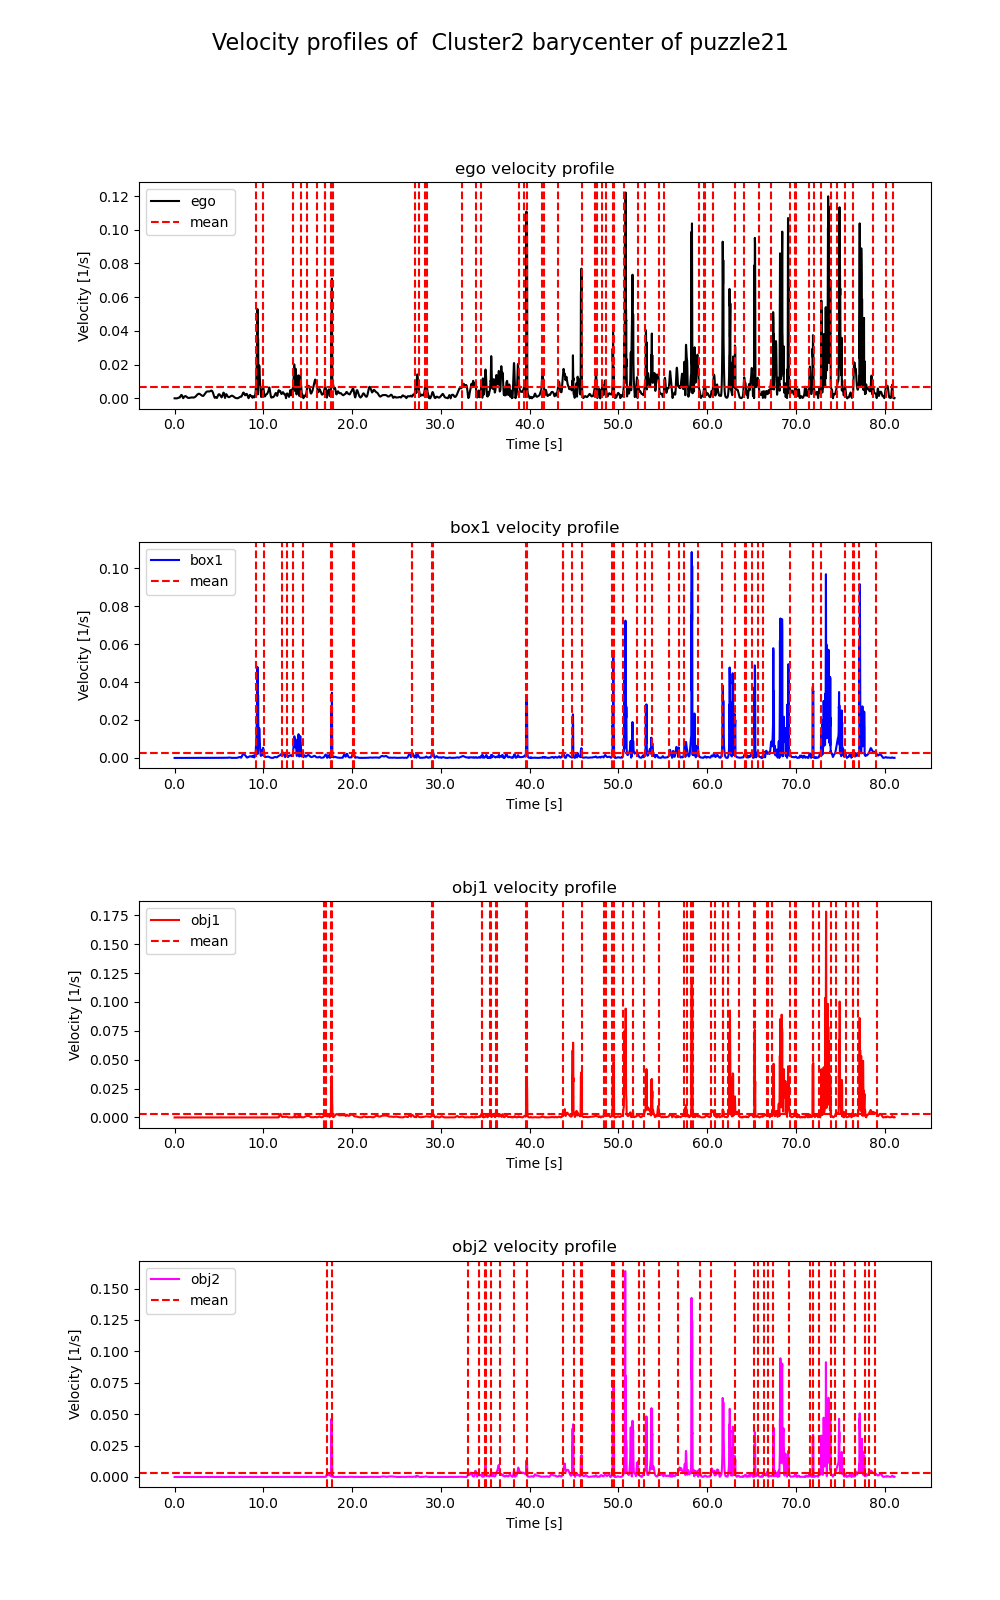 Velocity profiles of  Cluster2 barycenter of puzzle21
ego velocity profile
Velocity [1/s]
0.12
0.10
0.08
0.06
0.04
0.02
0.00
ego
mean
0.0 10.0 20.0 30.0 40.0 50.0 60.0 70.0 80.0
Time [s]
box1 velocity profile
Velocity [1/s]
0.10
0.08
0.06
0.04
0.02
0.00
box1
mean
0.0 10.0 20.0 30.0 40.0 50.0 60.0 70.0 80.0
Time [s]
obj1 velocity profile
Velocity [1/s]
0.175
0.150
0.125
0.100
0.075
0.050
0.025
0.000
obj1
mean
0.0 10.0 20.0 30.0 40.0 50.0 60.0 70.0 80.0
Time [s]
obj2 velocity profile
Velocity [1/s]
0.150
0.125
0.100
0.075
0.050
0.025
0.000
obj2
mean
0.0 10.0 20.0 30.0 40.0 50.0 60.0 70.0 80.0
Time [s]